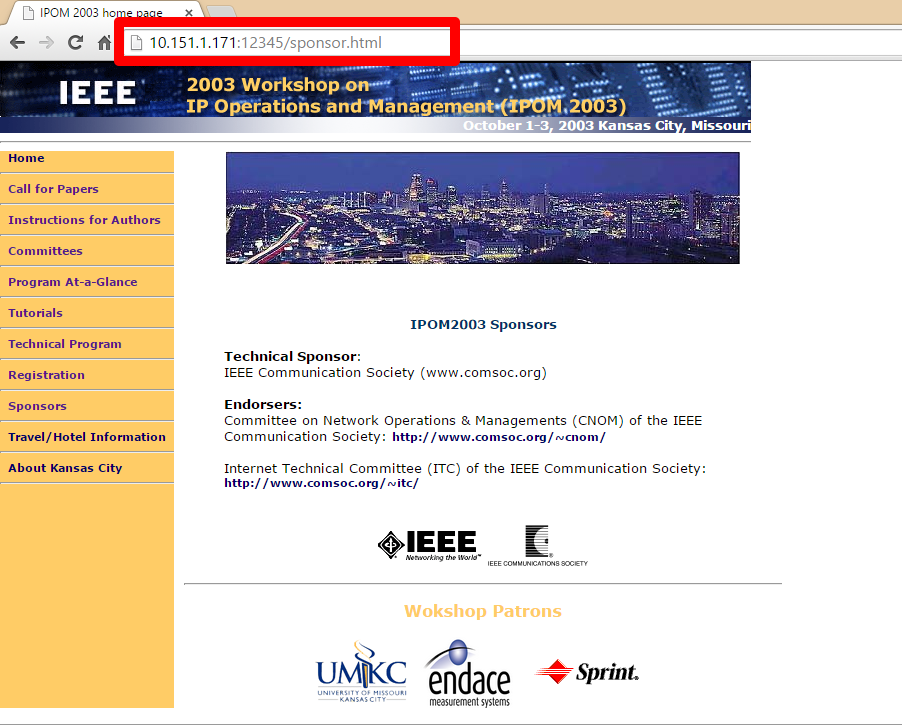 IPOM 2003 home page
10.151.1.171:12345/sponsor.html
IEEE
2003 Workshop on
IP Operations and Management (IPOM 2003)
October 1-3, 2003 Kansas City, Missouri
Home
Call for Papers
Instructions for Authors
Committees
Program At-a-Glance
Tutorials
Technical Program
Registration
Sponsors
Travel/Hotel Information
About Kansas City
IPOM2003 Sponsors
Technical Sponsor:
IEEE Communication Society (www.comsoc.org)
Endorsers:
Committee on Network Operations & Managements (CNOM) of the IEEE
Communication Society: http://www.comsoc.org/~cnom/
Internet Technical Committee (ITC) of the IEEE Communication Society:
http://www.comsoc.org/~itc/
IEEE
Networking the World™
IEEE COMMUNICATIONS SOCIETY
Wokshop Patrons
UMKC
UNIVERSITY OF MISSOURI
KANSAS CITY
endace
measurement systems
Sprint.